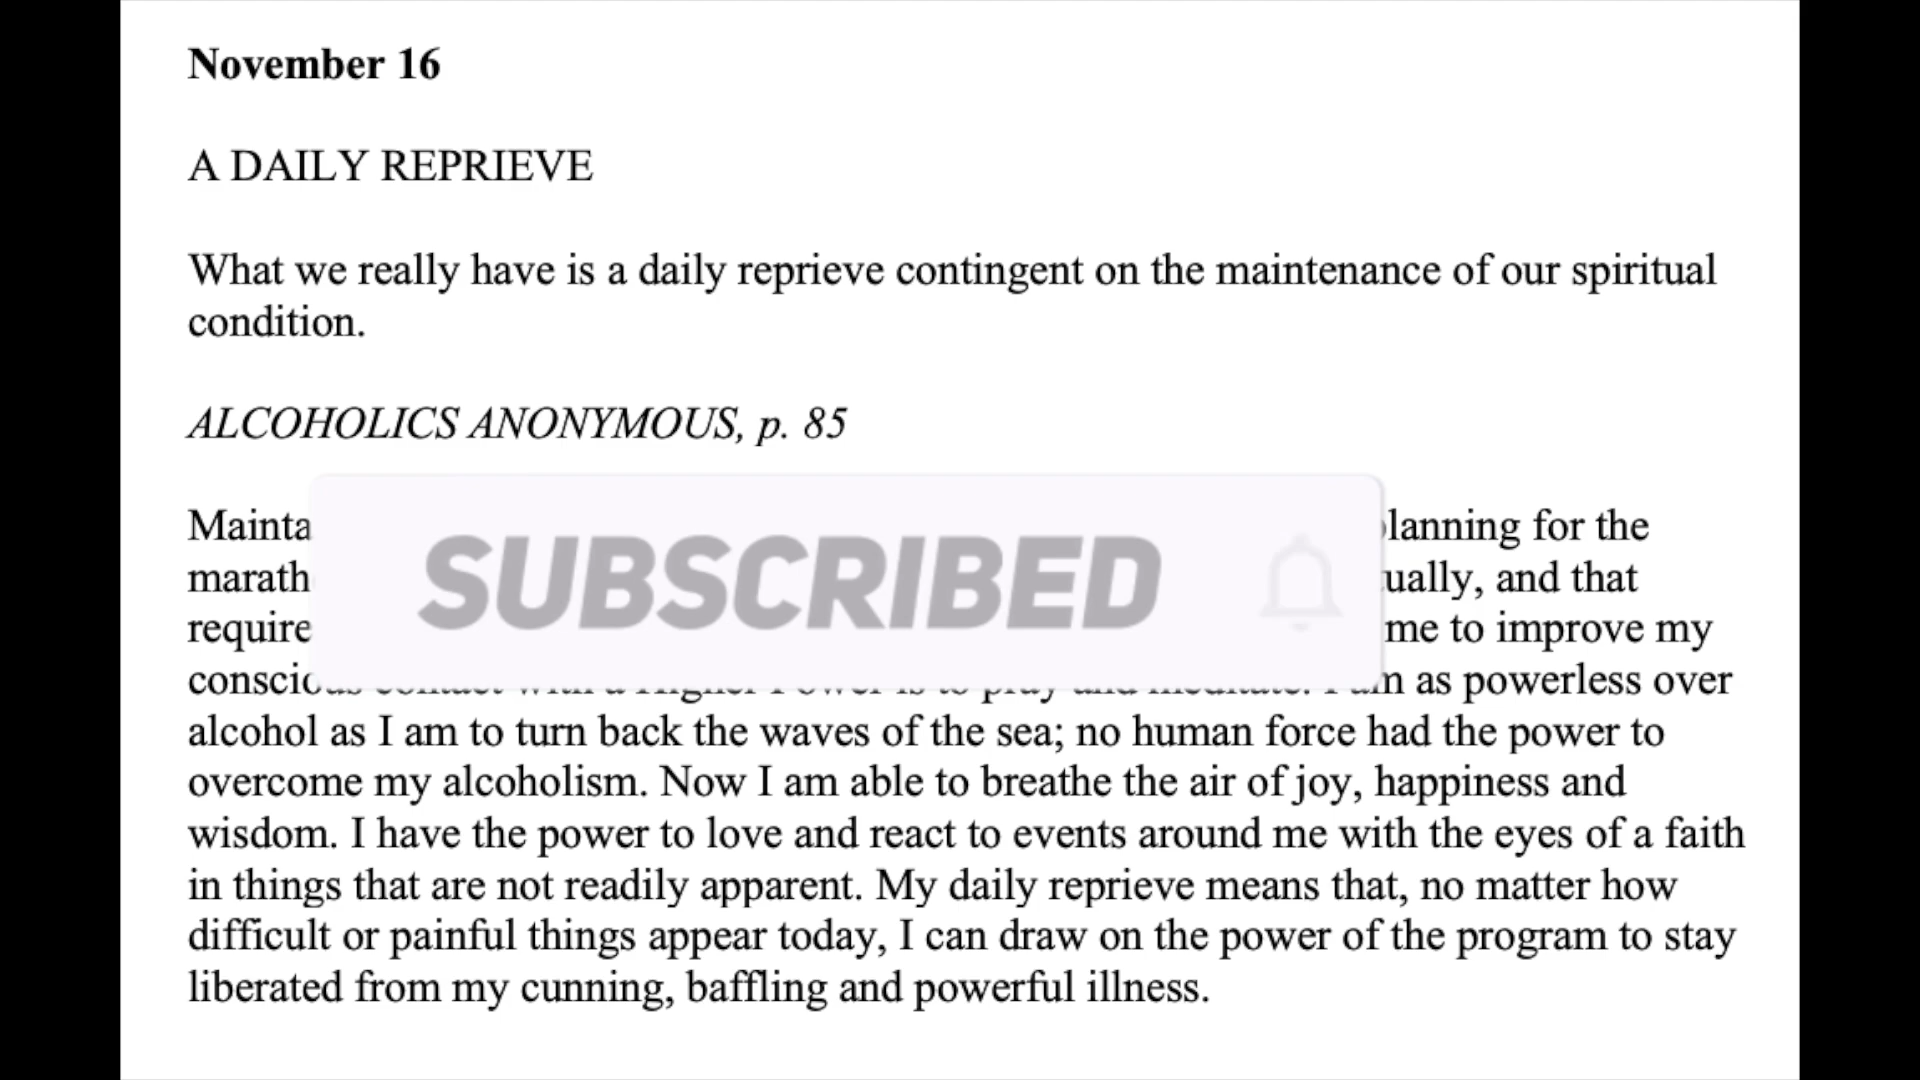 November 16
A DAILY REPRIEVE
What we really have is a daily reprieve contingent on the maintenance of our spiritual
condition.
ALCOHOLICS ANONYMOUS, p. 85
for the
and that
SUBSCRIBED
me to improve my
as powerless over
alcohol as I am to turn back the waves of the sea; no human force had the power to
overcome my alcoholism. Now I am able to breathe the air of joy, happiness and
wisdom. I have the power to love and react to events around me with the eyes of a faith
in things that are not readily apparent. My daily reprieve means that, no matter how
difficult or painful things appear today, I can draw on the power of the program to stay
liberated from my cunning, baffling and powerful illness.